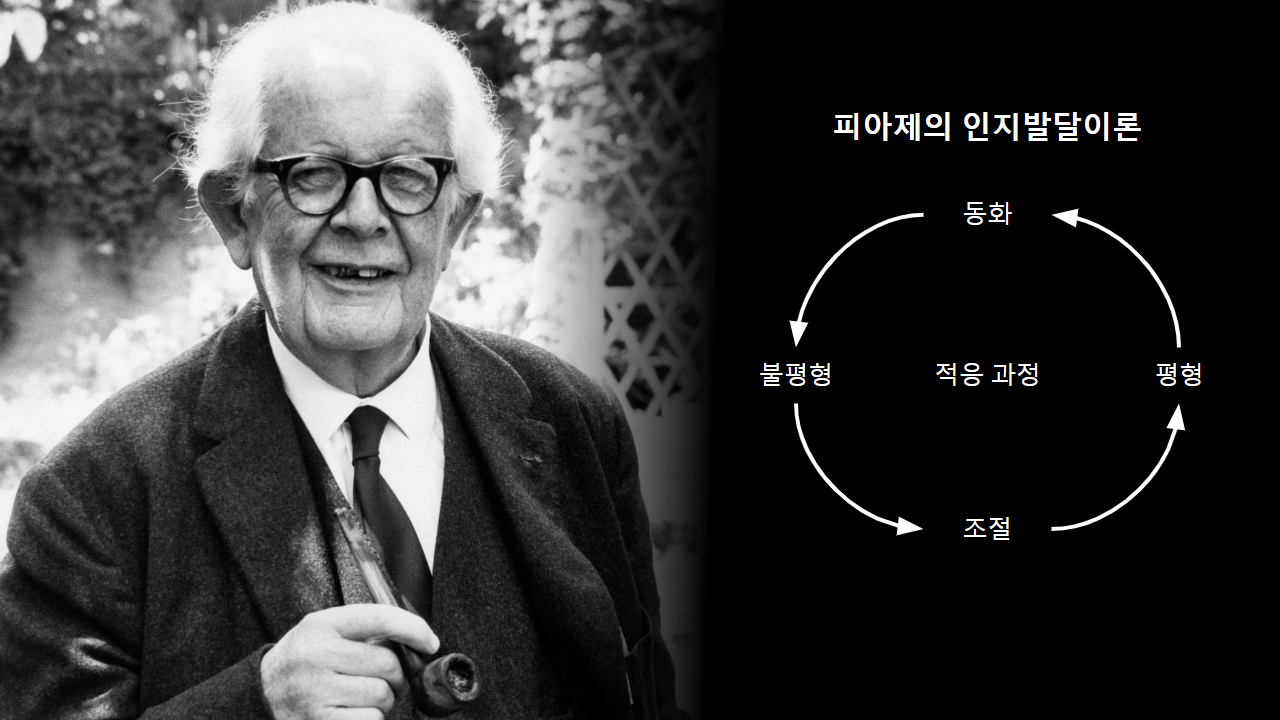 피아제의 인지발달이론
동화
불평형
적응 과정
평형
조절